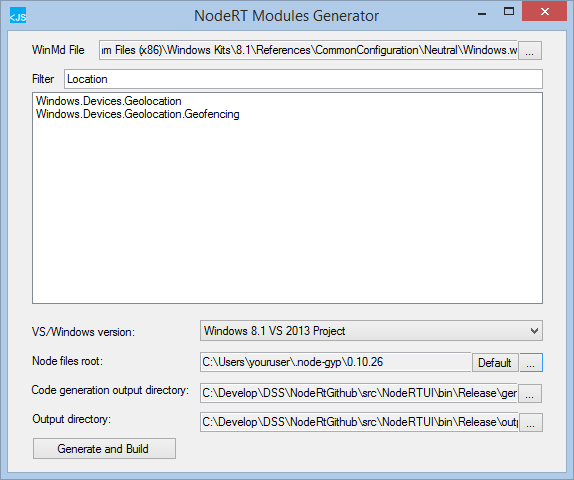 <JS
NodeRT Modules Generator
WinMd File
m Files (x86)\Windows Kits\8.1\References\CommonConfiguration\Neutral\Windows.w
...
Filter
Location
Windows.Devices.Geolocation
Windows.Devices.Geolocation.Geofencing
VS/Windows version:
Windows 8.1 VS 2013 Project
Node files root:
C:\Users\youruser\.node-gyp\0.10.26
Default
...
Code generation output directory:
C:\Develop\DSS\NodeRtGithub\src\NodeRTUI\bin\Release\ger
...
Output directory:
C:\Develop\DSS\NodeRtGithub\src\NodeRTUI\bin\Release\outp
...
Generate and Build